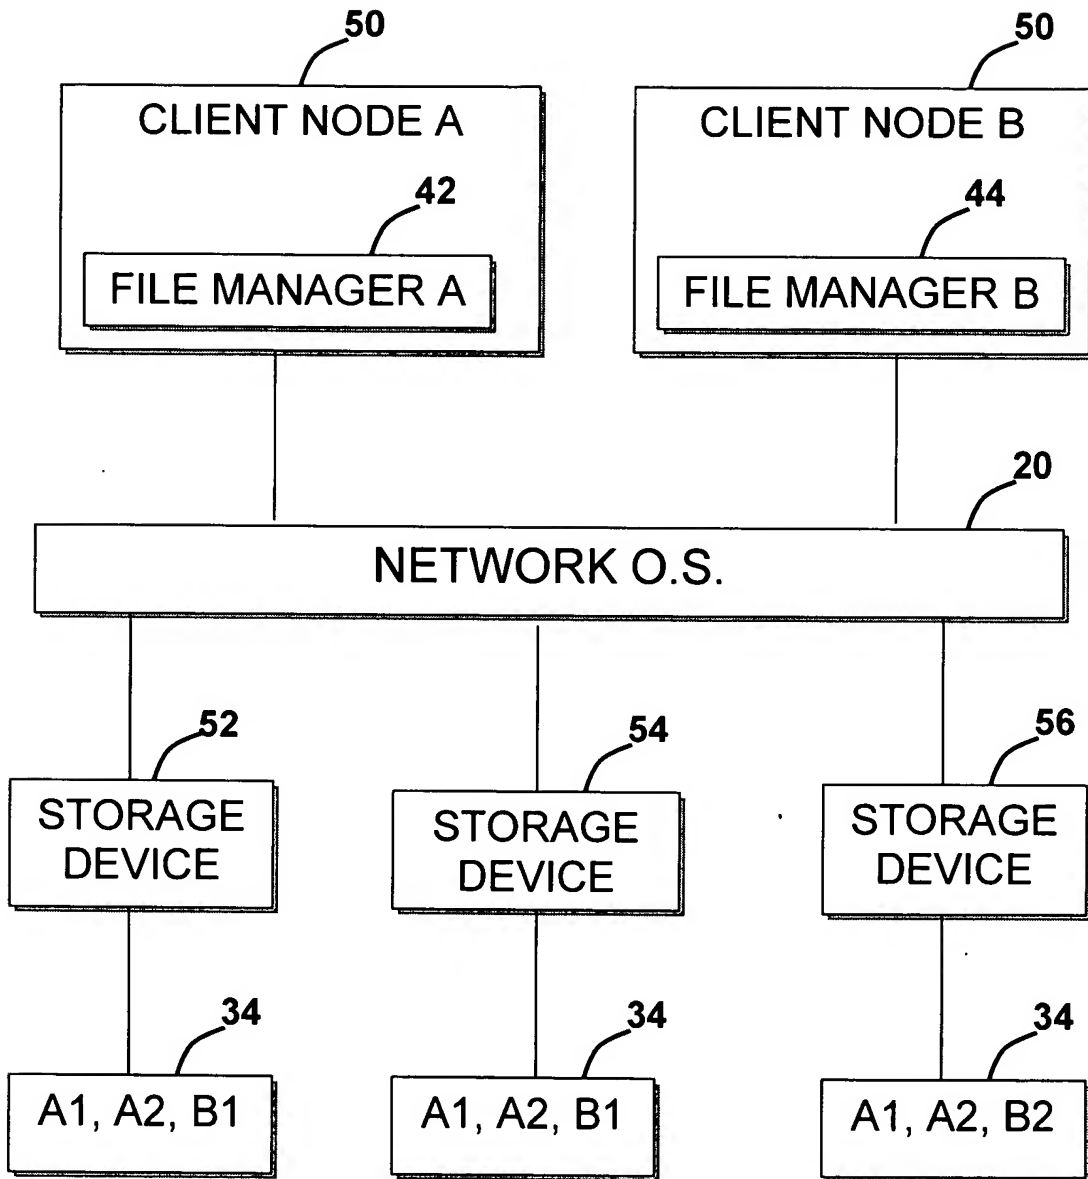 50
50
CLIENT NODE A
CLIENT NODE B
42
44
FILE MANAGER A
FILE MANAGER B
20
NETWORK O.S.
52
54
56
STORAGE
DEVICE
STORAGE
DEVICE
STORAGE
DEVICE
34
34
34
A1, A2, B1
A1, A2, B1
A1, A2, B2